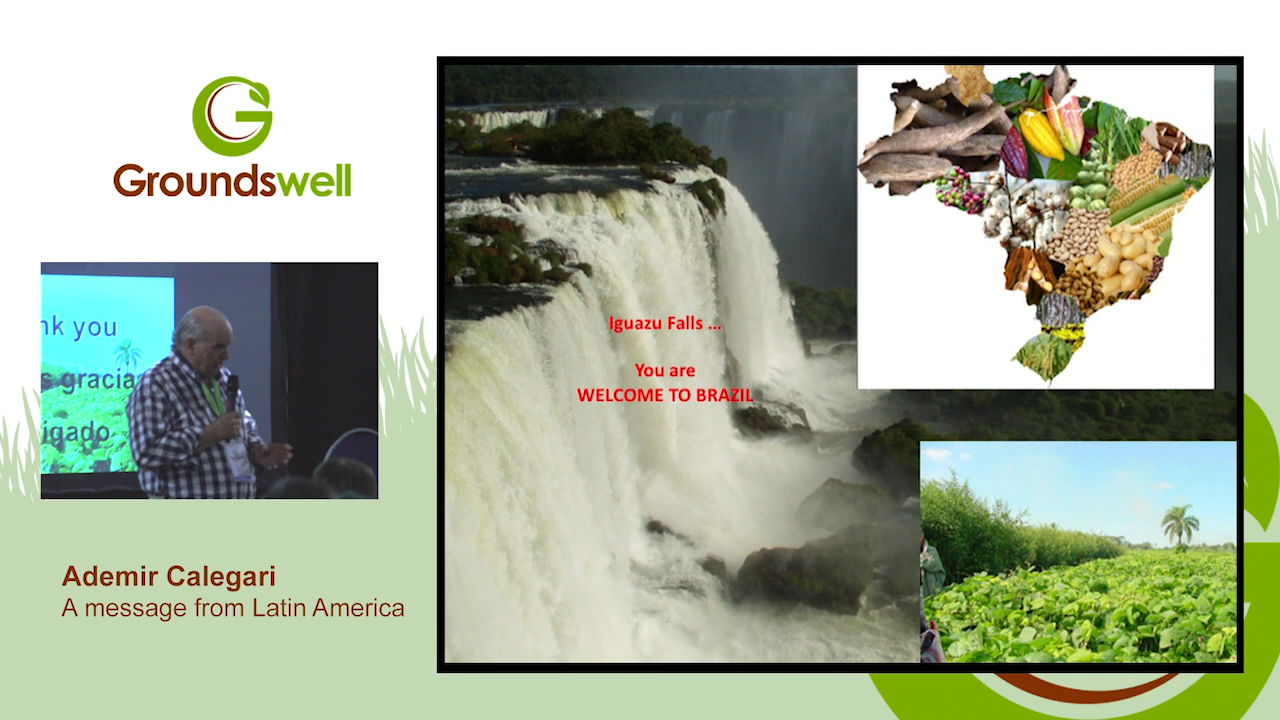 Groundswell
nk you
s gracia
igado
Ademir Calegari
A message from Latin America
Iguazu Falls ...
You are
WELCOME TO BRAZIL